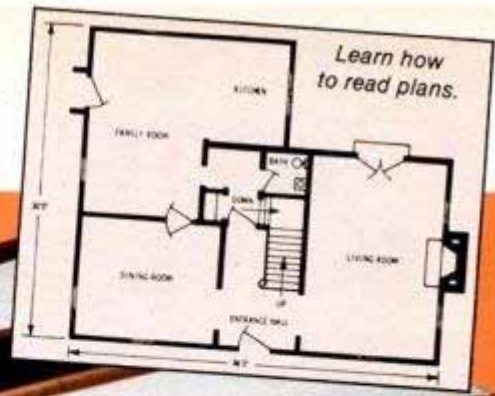 Learn how
to read plans.
KITCHEN
FAMILY ROOM
BATH
DOWN
LIVING ROOM
DINING ROOM
UP
ENTRANCE HALL